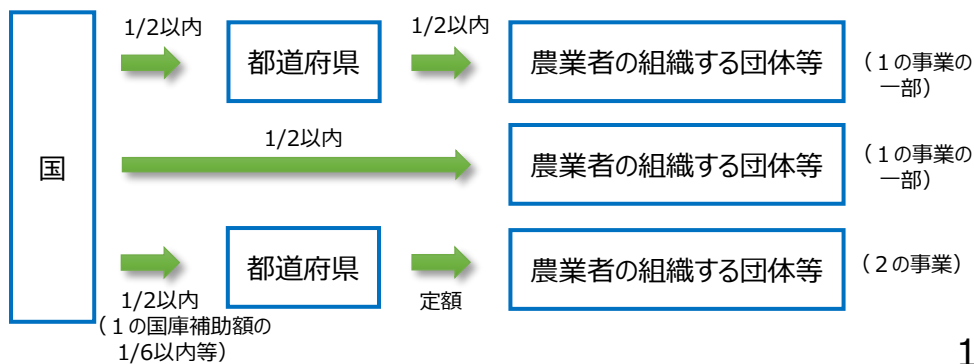 国
1/2以内
都道府県
1/2以内
農業者の組織する団体等
（１の事業の
一部）
1/2以内
農業者の組織する団体等
（１の事業の
一部）
1/2以内
（１の国庫補助額の
1/6以内等）
都道府県
定額
農業者の組織する団体等
（２の事業）
1